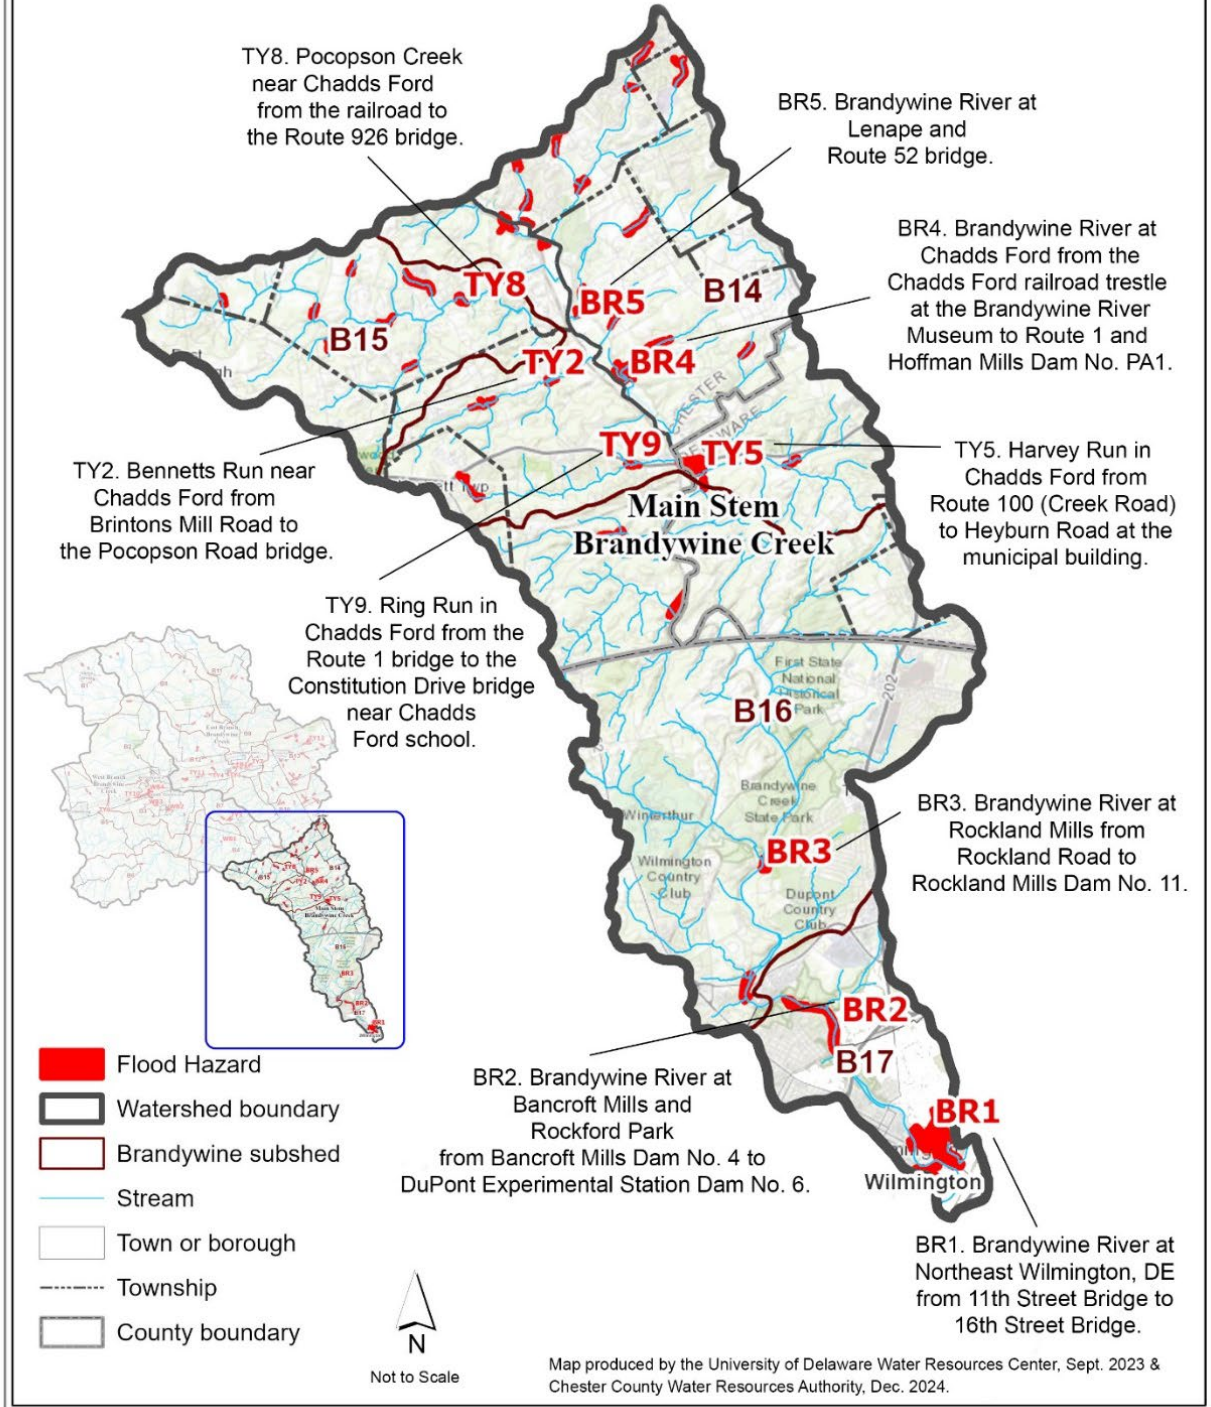 TY8. Pocopson Creek
near Chadds Ford
from the railroad to
the Route 926 bridge.
BR5. Brandywine River at
Lenape and
Route 52 bridge.
BR4. Brandywine River at
Chadds Ford from the
Chadds Ford railroad trestle
at the Brandywine River
Museum to Route 1 and
Hoffman Mills Dam No. PA1.
TY8
BR5
B14
B15
TY2
BR4
CHESTER
TY9
TY5
TY2. Bennetts Run near
Chadds Ford from
Brintons Mill Road to
the Pocopson Road bridge.
TY5. Harvey Run in
Chadds Ford from
Route 100 (Creek Road)
to Heyburn Road at the
municipal building.
Main Stem
Brandywine Creek
TY9. Ring Run in
Chadds Ford from the
Route 1 bridge to the
Constitution Drive bridge
near Chadds
Ford school.
First State
National
Historical
Park
202
B16
Brandywine
Creek
State Park
Winterthur
BR3
Wilmington
Country
Club
Dupont
Country
Club
BR3. Brandywine River at
Rockland Mills from
Rockland Road to
Rockland Mills Dam No. 11.
BR2
B17
BR2. Brandywine River at
Bancroft Mills and
Rockford Park
from Bancroft Mills Dam No. 4 to
DuPont Experimental Station Dam No. 6.
BR1
Wilmington
BR1. Brandywine River at
Northeast Wilmington, DE
from 11th Street Bridge to
16th Street Bridge.
Flood Hazard
Watershed boundary
Brandywine subshed
Stream
Town or borough
Township
County boundary
N
Not to Scale
Map produced by the University of Delaware Water Resources Center, Sept. 2023 &
Chester County Water Resources Authority, Dec. 2024.